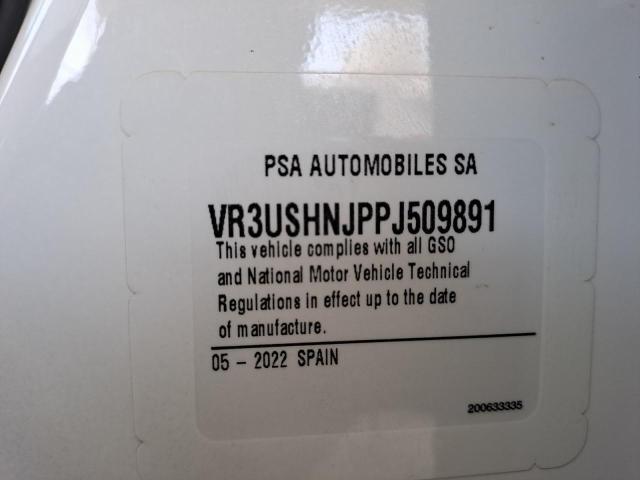 PSA AUTOMOBILES SA
VR3USHNJPPJ509891
This vehicle complies with all GSO
and National Motor Vehicle Technical
Regulations in effect up to the date
of manufacture.
05 - 2022 SPAIN
200633335